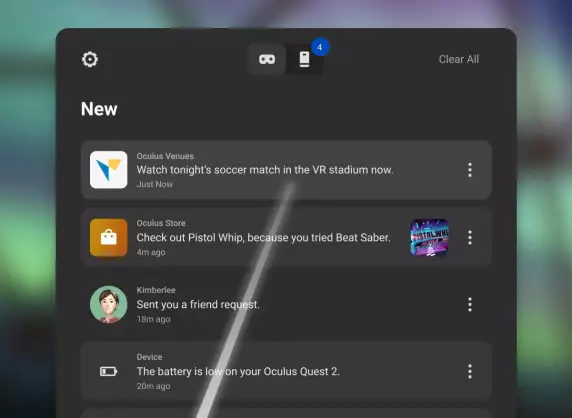 4
Clear All
New
Oculus Venues
Watch tonight's soccer match in the VR stadium now.
Just Now
Oculus Store
Check out Pistol Whip, because you tried Beat Saber.
4m ago
PISTOL WHIP
Kimberlee
Sent you a friend request.
18m ago
Device
The battery is low on your Oculus Quest 2.
20m ago